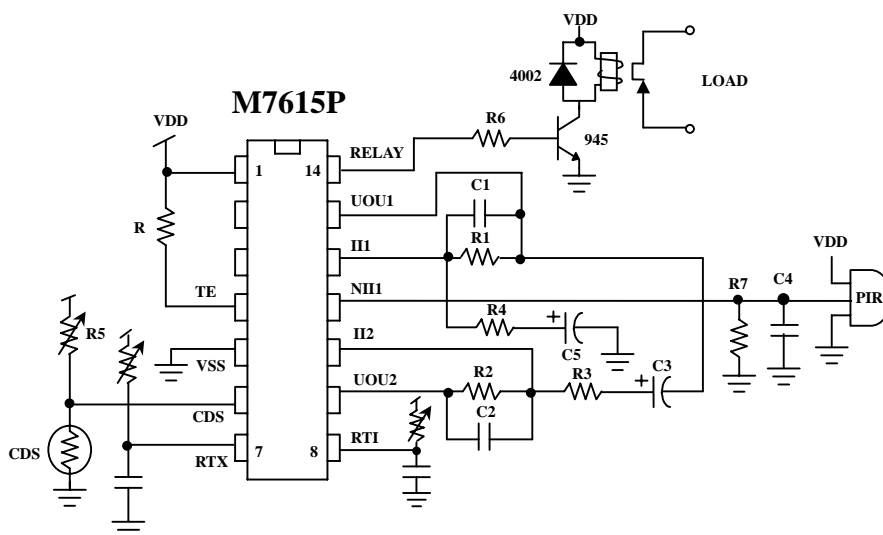 VDD
4002
LOAD
M7615P
R6
945
VDD
RELAY
1
14
C1
UOU1
R
R1
II1
VDD
R7
C4
TE
NII1
PIR
R4
R5
II2
VSS
C5
C3
R2
R3
UOU2
CDS
C2
RTI
CDS
7
8
RTX